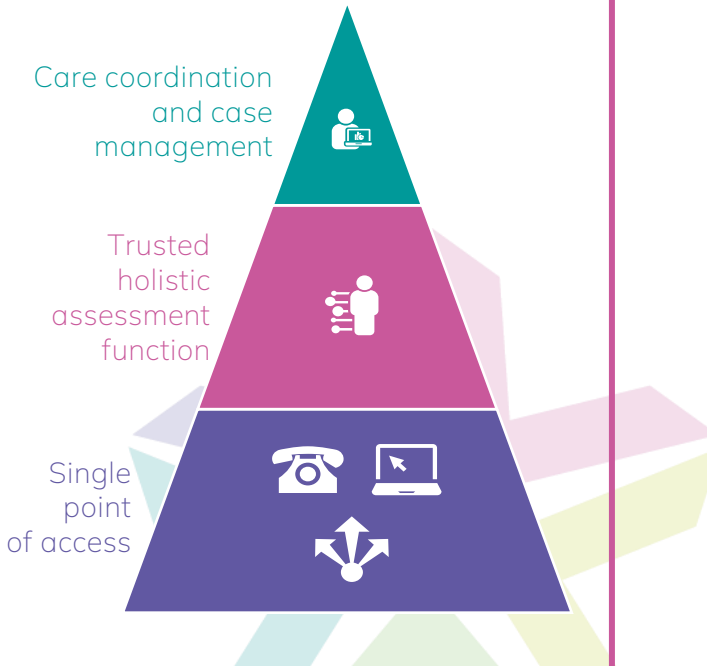 Care coordination
and case
management
Trusted
holistic
assessment
function
Single
point
of access